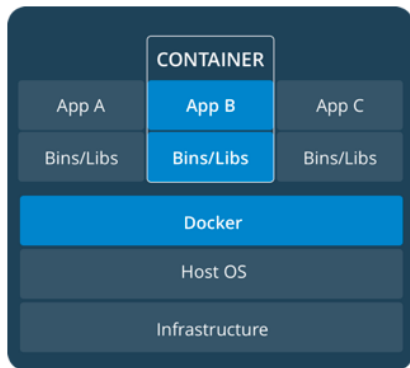 CONTAINER
App A App B App C
Bins/Libs Bins/Libs Bins/Libs
Docker
Host OS
Infrastructure